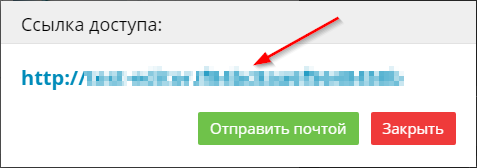 Ссылка доступа:
http://
Отправить почтой
Закрыть